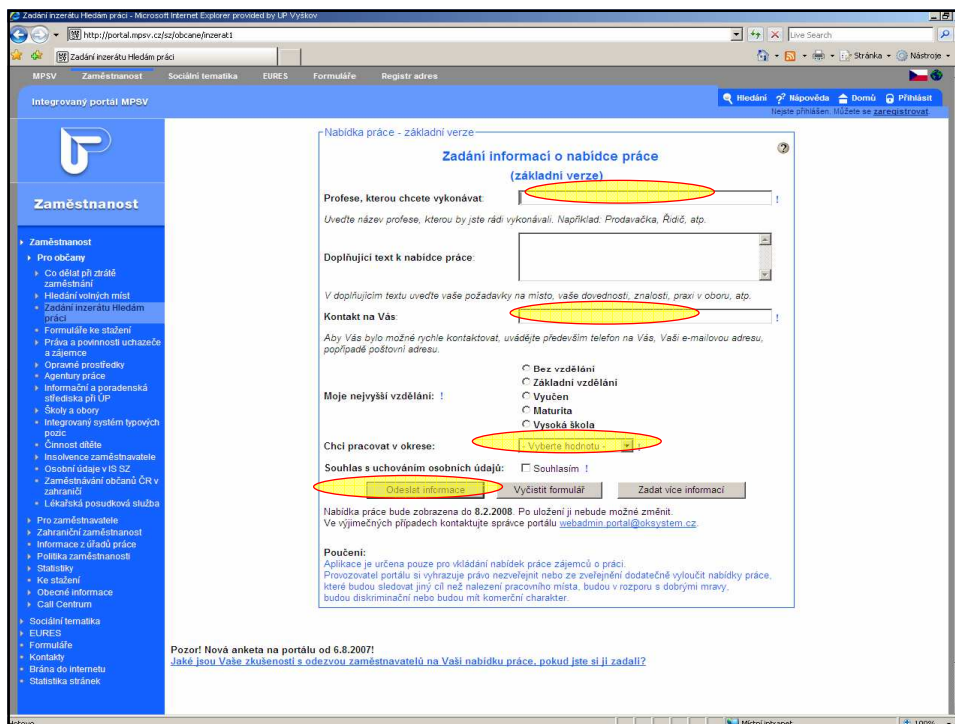 Zadání inzerátu Hledám práci - Microsoft Internet Explorer provided by UP Vyškov
http://portal.mpsv.cz/sz/obcane/inzerat1
Live Search
Zadání inzerátu Hledám práci
Stránka
Nástroje
MPSV Zaměstnanost Sociální tematika EURES Formuláře Registr adres
Integrovaný portál MPSV
Hledání Nápověda Domů Přihlásit
Nejste přihlášen. Můžete se zaregistrovat.
Zaměstnanost
Zaměstnanost
Pro občany
Co dělat při ztrátě
zaměstnání
Hledání volných míst
Zadání inzerátu Hledám
práci
Formuláře ke stažení
Práva a povinnosti uchazeče
a zájemce
Opravné prostředky
Agentury práce
Informační a poradenská
střediska při ÚP
Školy a obory
Integrovaný systém typových
pozic
Činnost dítěte
Insolvence zaměstnavatele
Osobní údaje v IS SZ
Zaměstnávání občanů ČR v
zahraničí
Lékařská posudková služba
Pro zaměstnavatele
Zahraniční zaměstnanost
Informace z úřadů práce
Politika zaměstnanosti
Statistiky
Ke stažení
Obecné informace
Call Centrum
Sociální tematika
EURES
Formuláře
Kontakty
Brána do internetu
Statistika stránek
Nabídka práce - základní verze
Zadání informací o nabídce práce
(základní verze)
Profese, kterou chcete vykonávat: !
Uveďte název profese, kterou by jste rádi vykonávali. Například: Prodavačka, Řidič, atp.
Doplňující text k nabídce práce:
V doplňujícím textu uveďte vaše požadavky na místo, vaše dovednosti, znalosti, praxi v oboru, atp.
Kontakt na Vás: !
Aby Vás bylo možné rychle kontaktovat, uvádějte především telefon na Vás, Vaši e-mailovou adresu,
popřípadě poštovní adresu.
Moje nejvyšší vzdělání: !
Bez vzdělání
Základní vzdělání
Vyučen
Maturita
Vysoká škola
Chci pracovat v okrese: - Vyberte hodnotu - !
Souhlas s uchováním osobních údajů: Souhlasím !
Odeslat informace Vyčistit formulář Zadat více informací
Nabídka práce bude zobrazena do 8.2.2008. Po uložení ji nebude možné změnit.
Ve výjimečných případech kontaktujte správce portálu webadmin.portal@oksystem.cz.
Poučení:
Aplikace je určena pouze pro vkládání nabídek práce zájemců o práci.
Provozovatel portálu si vyhrazuje právo nezveřejnit nebo ze zveřejnění dodatečně vyloučit nabídky práce,
které budou sledovat jiný cíl než nalezení pracovního místa, budou v rozporu s dobrými mravy,
budou diskriminační nebo budou mít komerční charakter.
Pozor! Nová anketa na portálu od 6.8.2007!
Jaké jsou Vaše zkušenosti s odezvou zaměstnavatelů na Vaši nabídku práce, pokud jste si ji zadali?
Hotovo
Místní intranet
100%